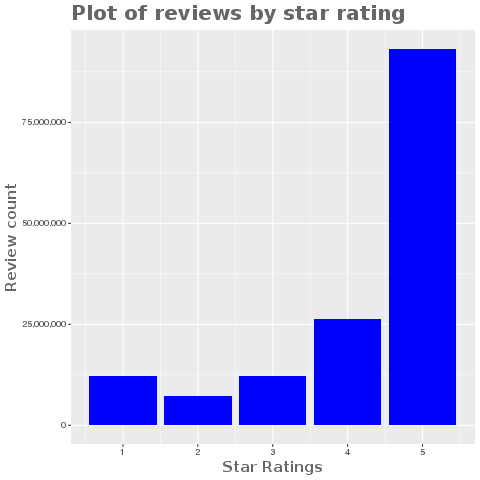 Plot of reviews by star rating
Review count
75,000,000
50,000,000
25,000,000
0
1 2 3 4 5
Star Ratings